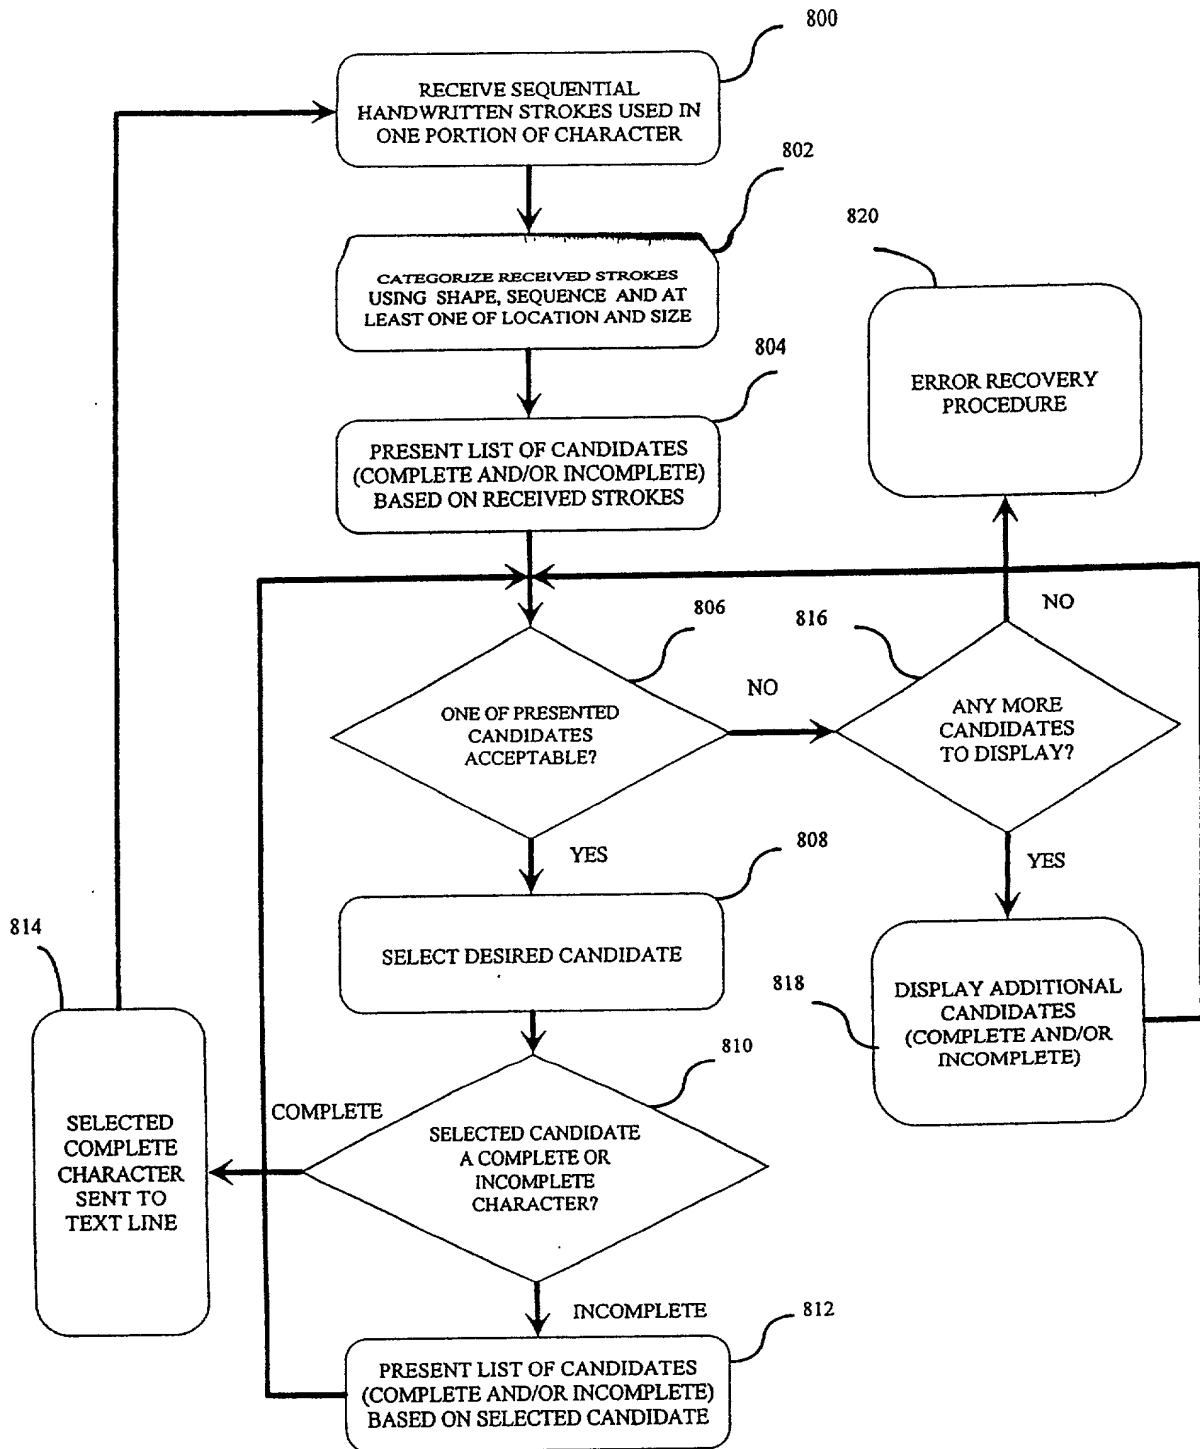 800
RECEIVE SEQUENTIAL
HANDWRITTEN STROKES USED IN
ONE PORTION OF CHARACTER
802
CATEGORIZE RECEIVED STROKES
USING SHAPE, SEQUENCE AND AT
LEAST ONE OF LOCATION AND SIZE
820
ERROR RECOVERY
PROCEDURE
804
PRESENT LIST OF CANDIDATES
(COMPLETE AND/OR INCOMPLETE)
BASED ON RECEIVED STROKES
806
ONE OF PRESENTED
CANDIDATES
ACCEPTABLE?
NO
816
NO
ANY MORE
CANDIDATES
TO DISPLAY?
YES
808
SELECT DESIRED CANDIDATE
YES
818
DISPLAY ADDITIONAL
CANDIDATES
(COMPLETE AND/OR
INCOMPLETE)
814
SELECTED
COMPLETE
CHARACTER
SENT TO
TEXT LINE
COMPLETE
810
SELECTED CANDIDATE
A COMPLETE OR
INCOMPLETE
CHARACTER?
INCOMPLETE
812
PRESENT LIST OF CANDIDATES
(COMPLETE AND/OR INCOMPLETE)
BASED ON SELECTED CANDIDATE